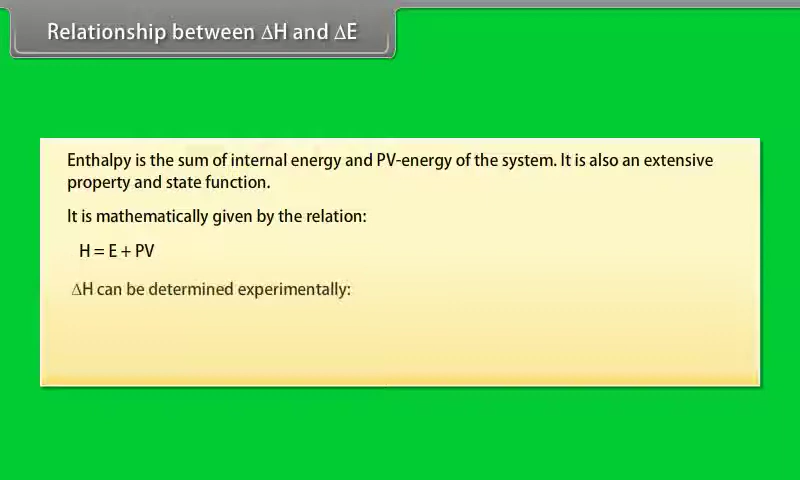 Relationship between ∆H and ∆E
Enthalpy is the sum of internal energy and PV-energy of the system. It is also an extensive
property and state function.
It is mathematically given by the relation:
H = E + PV
∆H can be determined experimentally: